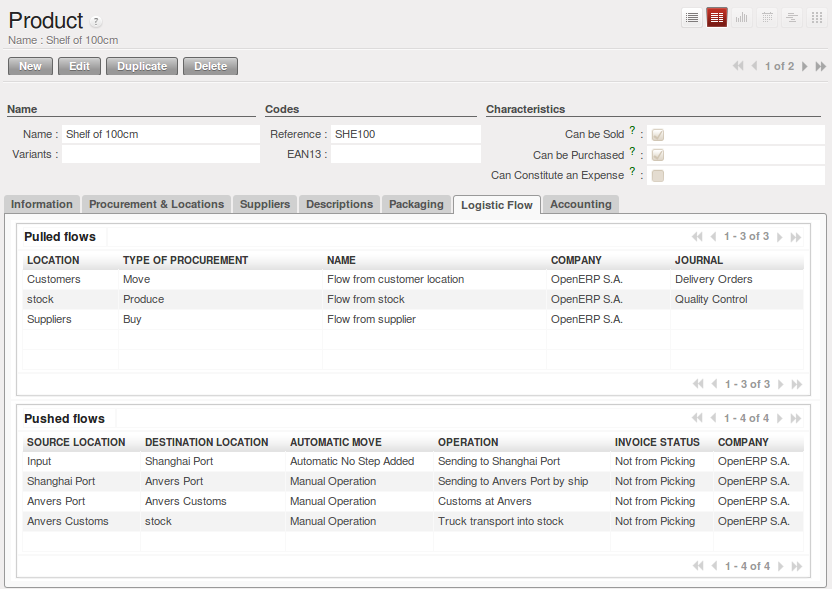 Product ?
Name : Shelf of 100cm
New Edit Duplicate Delete 1 of 2
Name Codes Characteristics
Name : Shelf of 100cm Reference : SHE100 Can be Sold ? :
Variants : EAN13 : Can be Purchased ? :
Can Constitute an Expense ? :
Information Procurement & Locations Suppliers Descriptions Packaging Logistic Flow Accounting
Pulled flows 1 - 3 of 3
LOCATION TYPE OF PROCUREMENT NAME COMPANY JOURNAL
Customers Move Flow from customer location OpenERP S.A. Delivery Orders
stock Produce Flow from stock OpenERP S.A. Quality Control
Suppliers Buy Flow from supplier OpenERP S.A.
1 - 3 of 3
Pushed flows 1 - 4 of 4
SOURCE LOCATION DESTINATION LOCATION AUTOMATIC MOVE OPERATION INVOICE STATUS COMPANY
Input Shanghai Port Automatic No Step Added Sending to Shanghai Port Not from Picking OpenERP S.A.
Shanghai Port Anvers Port Manual Operation Sending to Anvers Port by ship Not from Picking OpenERP S.A.
Anvers Port Anvers Customs Manual Operation Customs at Anvers Not from Picking OpenERP S.A.
Anvers Customs stock Manual Operation Truck transport into stock Not from Picking OpenERP S.A.
1 - 4 of 4